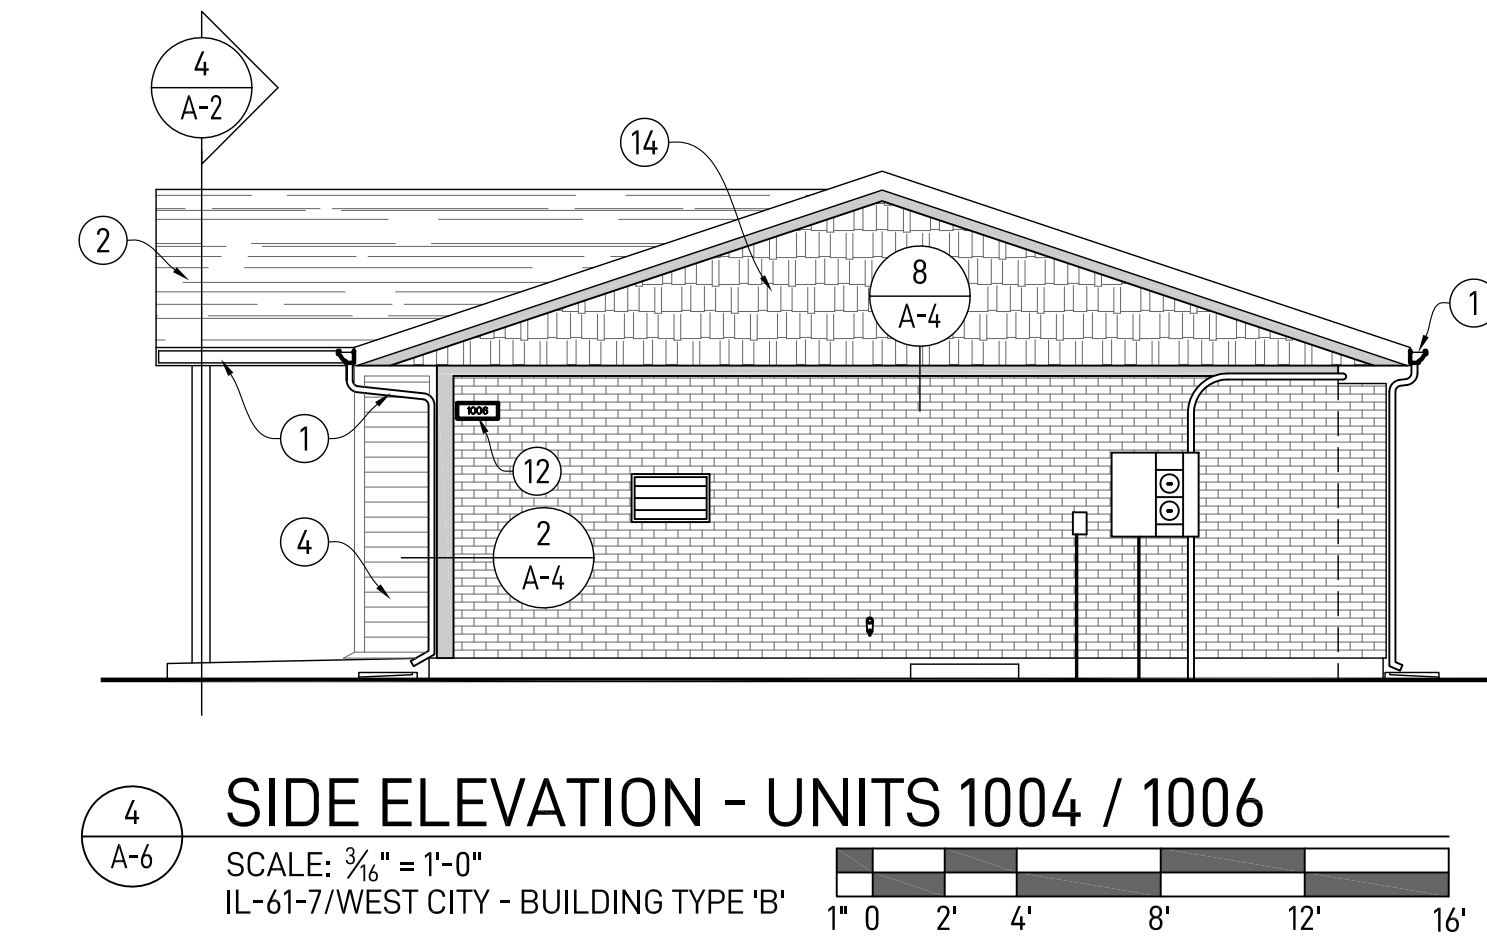 4
A-2
14
2
8
A-4
1
1006
1
12
4
2
A-4
4
A-6
SIDE ELEVATION - UNITS 1004 / 1006
SCALE: 3/16" = 1'-0"
IL-61-7/WEST CITY - BUILDING TYPE 'B'
1" 0 2' 4' 8' 12' 16'